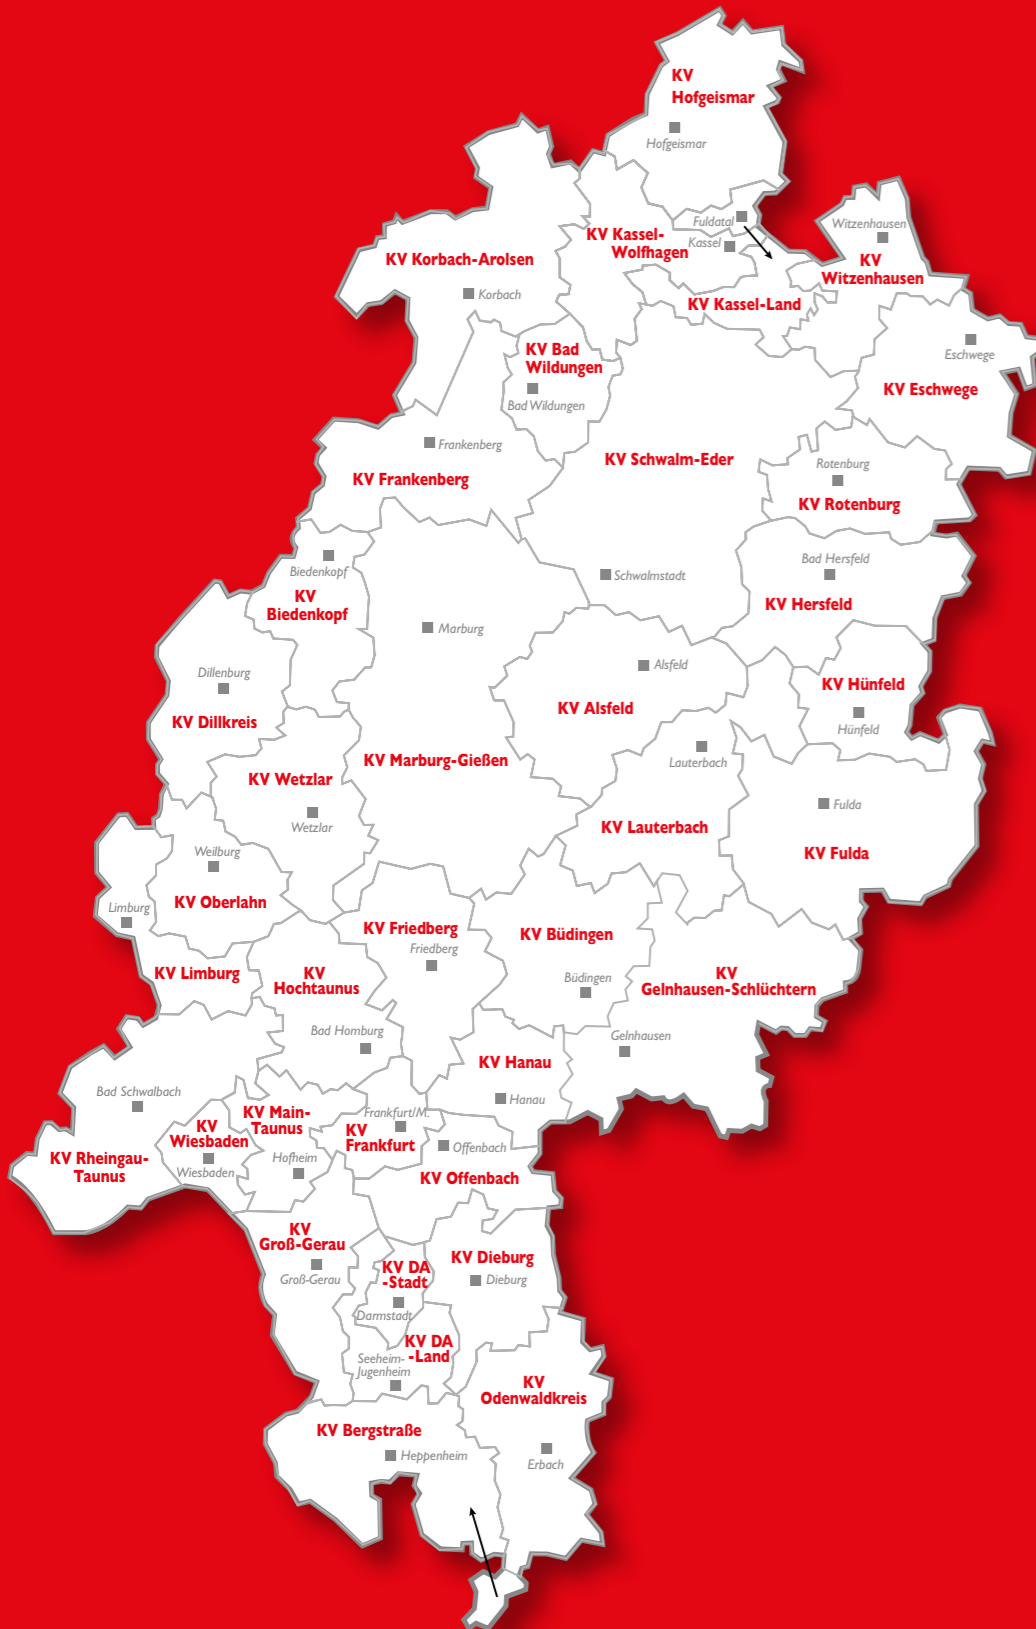 KV
Hofgeismar
Hofgeismar
Fuldatal
Kassel
KV Kassel-
Wolfhagen
Witzenhausen
KV
Witzenhausen
KV Korbach-Arolsen
Korbach
KV Kassel-Land
KV Bad
Wildungen
Bad Wildungen
Eschwege
KV Eschwege
Frankenberg
KV Frankenberg
KV Schwalm-Eder
Schwalmstadt
Rotenburg
KV Rotenburg
Bad Hersfeld
KV Hersfeld
Biedenkopf
KV
Biedenkopf
Marburg
KV Marburg-Gießen
Alsfeld
KV Alsfeld
KV Hünfeld
Hünfeld
Dillenburg
KV Dillkreis
KV Wetzlar
Wetzlar
Lauterbach
KV Lauterbach
Fulda
KV Fulda
Weilburg
KV Oberlahn
Limburg
KV Limburg
KV
Hochtaunus
Bad Homburg
KV Friedberg
Friedberg
KV Büdingen
Büdingen
KV
Gelnhausen-Schlüchtern
Gelnhausen
KV Hanau
Hanau
Bad Schwalbach
KV Rheingau-
Taunus
KV
Wiesbaden
Wiesbaden
KV Main-
Taunus
Hofheim
Frankfurt/M.
KV
Frankfurt
Offenbach
KV Offenbach
KV
Groß-Gerau
Groß-Gerau
KV DA
-Stadt
Darmstadt
KV Dieburg
Dieburg
KV DA
-Land
Seeheim-
Jugenheim
KV
Odenwaldkreis
Erbach
KV Bergstraße
Heppenheim